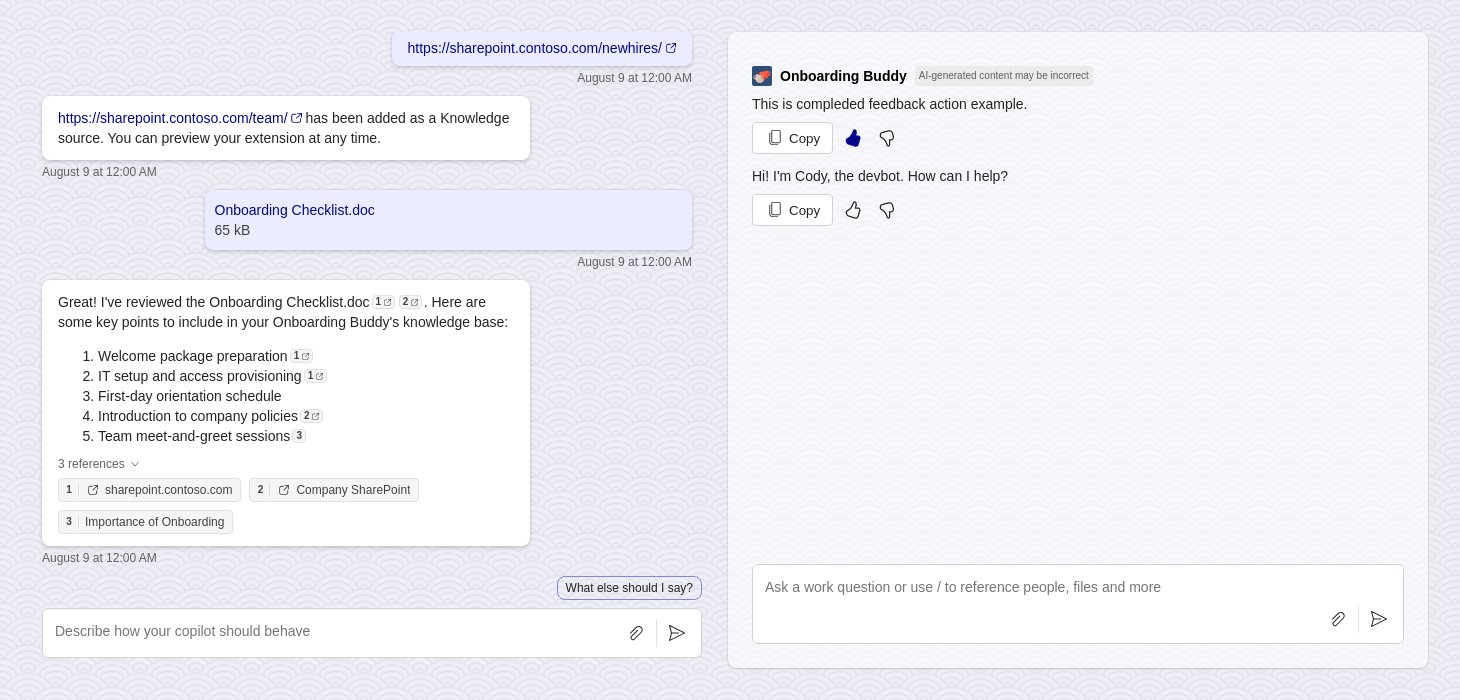 https://sharepoint.contoso.com/newhires/
August 9 at 12:00 AM
https://sharepoint.contoso.com/team/ has been added as a Knowledge
source. You can preview your extension at any time.
August 9 at 12:00 AM
Onboarding Checklist.doc
65 kB
August 9 at 12:00 AM
Great! I've reviewed the Onboarding Checklist.doc 1 2 . Here are
some key points to include in your Onboarding Buddy's knowledge base:
1. Welcome package preparation 1
2. IT setup and access provisioning 1
3. First-day orientation schedule
4. Introduction to company policies 2
5. Team meet-and-greet sessions 3
3 references
1 sharepoint.contoso.com 2 Company SharePoint
3 Importance of Onboarding
August 9 at 12:00 AM
What else should I say?
Describe how your copilot should behave
Onboarding Buddy AI-generated content may be incorrect
This is compleded feedback action example.
Copy
Hi! I'm Cody, the devbot. How can I help?
Copy
Ask a work question or use / to reference people, files and more